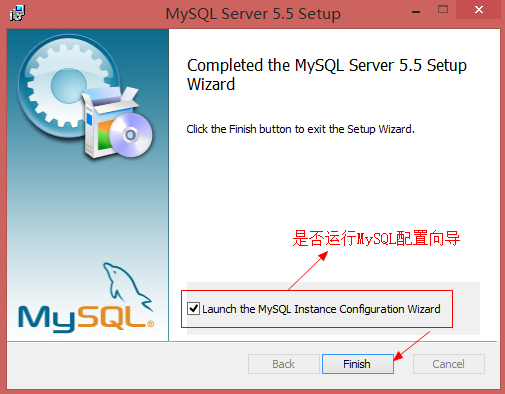 MySQL Server 5.5 Setup
Completed the MySQL Server 5.5 Setup
Wizard
Click the Finish button to exit the Setup Wizard.
是否运行MySQL配置向导
MySQL®
Launch the MySQL Instance Configuration Wizard
Back
Finish
Cancel